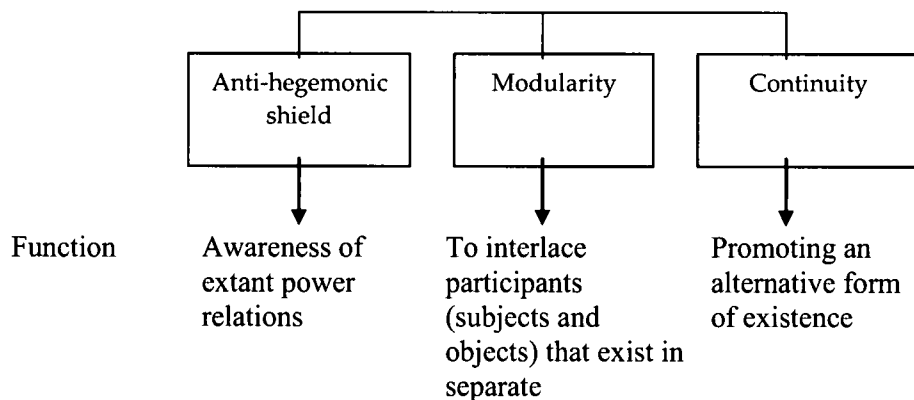 Anti-hegemonic
shield
Modularity
Continuity
Function
Awareness of
extant power
relations
To interlace
participants
(subjects and
objects) that exist in
separate
Promoting an
alternative form
of existence